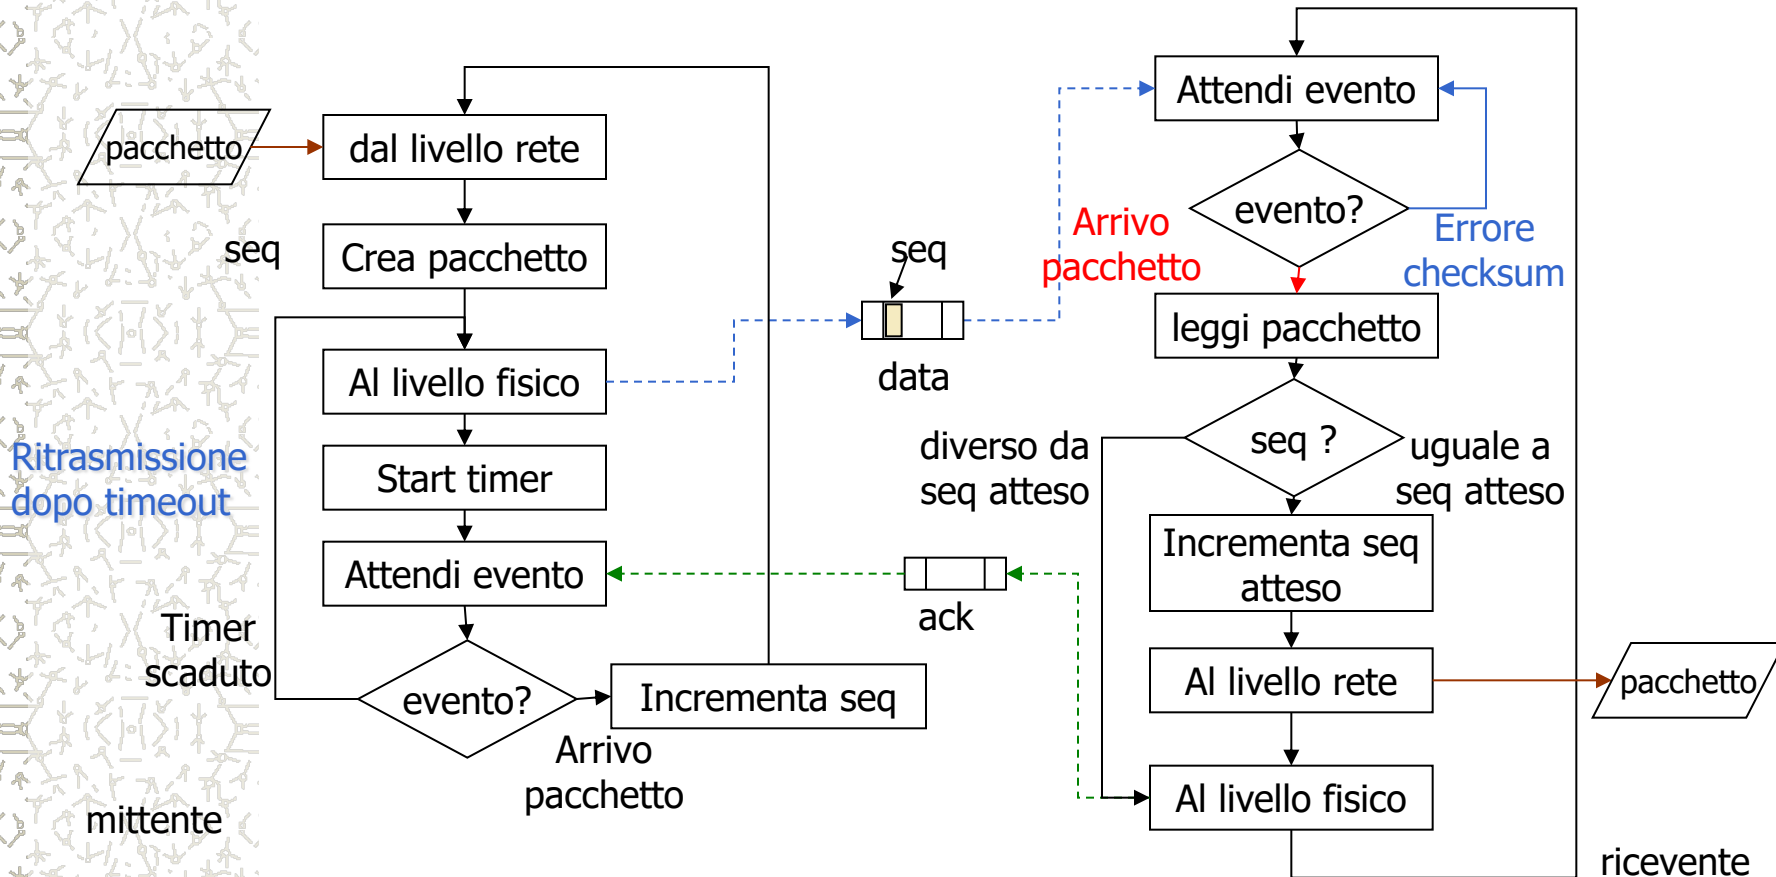 pacchetto
dal livello rete
seq
Crea pacchetto
Al livello fisico
Ritrasmissione
dopo timeout
Start timer
Attendi evento
Timer
scaduto
evento?
Incrementa seq
Arrivo
pacchetto
mittente
seq
data
ack
Attendi evento
evento?
Arrivo
pacchetto
Errore
checksum
leggi pacchetto
seq ?
diverso da
seq atteso
uguale a
seq atteso
Incrementa seq
atteso
Al livello rete
pacchetto
Al livello fisico
ricevente